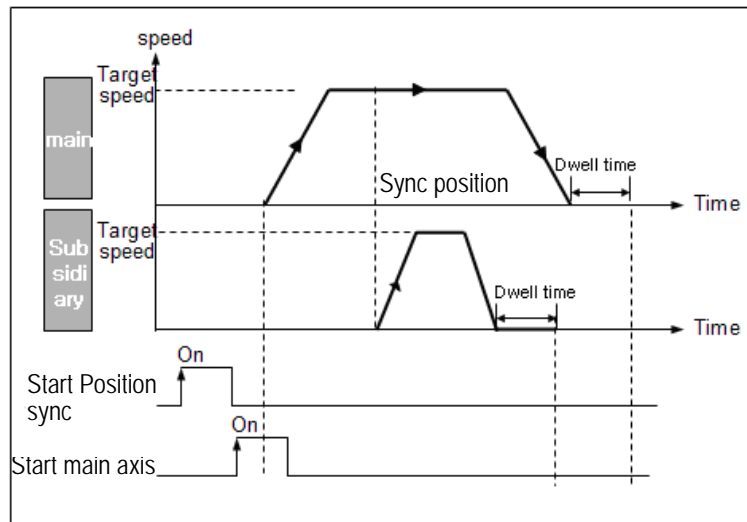 speed
Target
speed
main
Sync position
Dwell time
Time
Target
speed
Sub
sidi
ary
Dwell time
Time
On
Start Position
sync
On
Start main axis